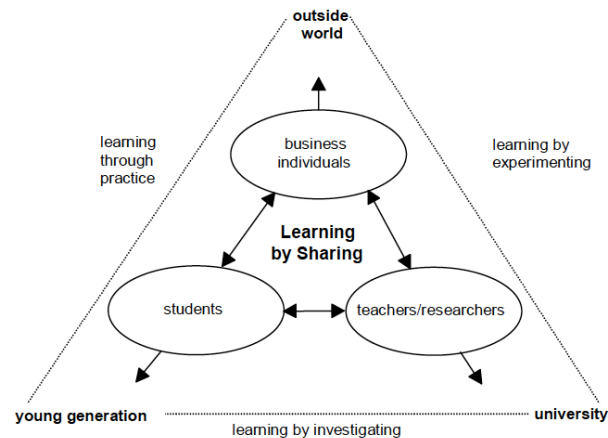 outside
world
learning
through
practice
business
individuals
learning by
experimenting
Learning
by Sharing
students
teachers/researchers
young generation
university
learning by investigating